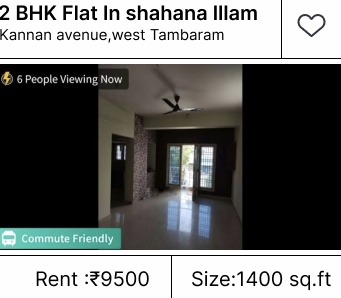 2 BHK Flat In shahana Illam
Kannan avenue,west Tambaram
6 People Viewing Now
Commute Friendly
Rent :₹9500
Size:1400 sq.ft